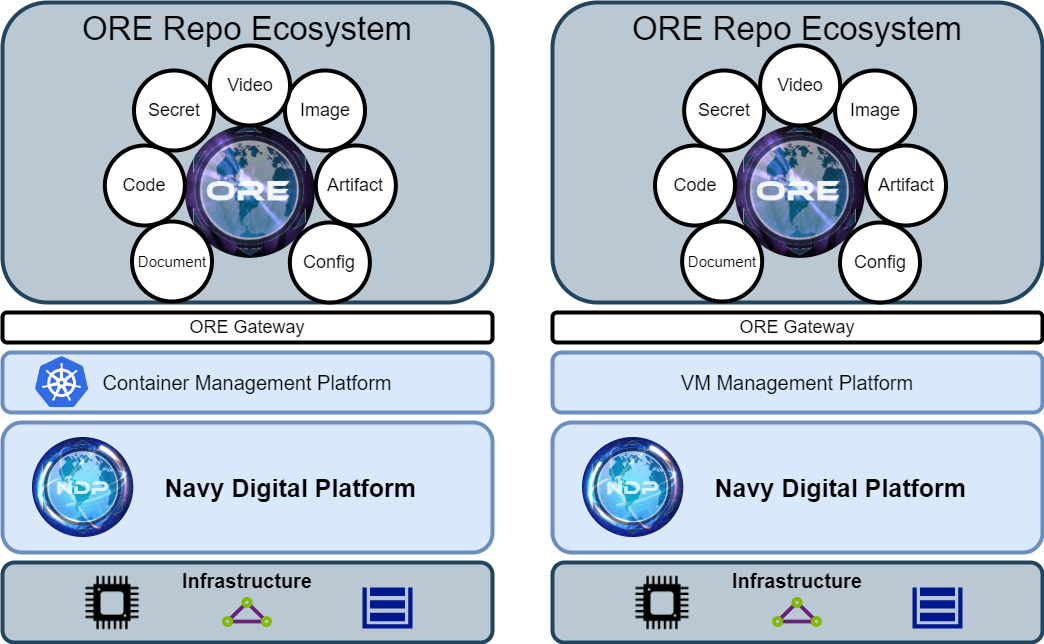 ORE Repo Ecosystem
Video
Secret
Image
Code
ORE
Artifact
Document
Config
ORE Gateway
Container Management Platform
NDP
Navy Digital Platform
Infrastructure
ORE Repo Ecosystem
Video
Secret
Image
Code
ORE
Artifact
Document
Config
ORE Gateway
VM Management Platform
NDP
Navy Digital Platform
Infrastructure